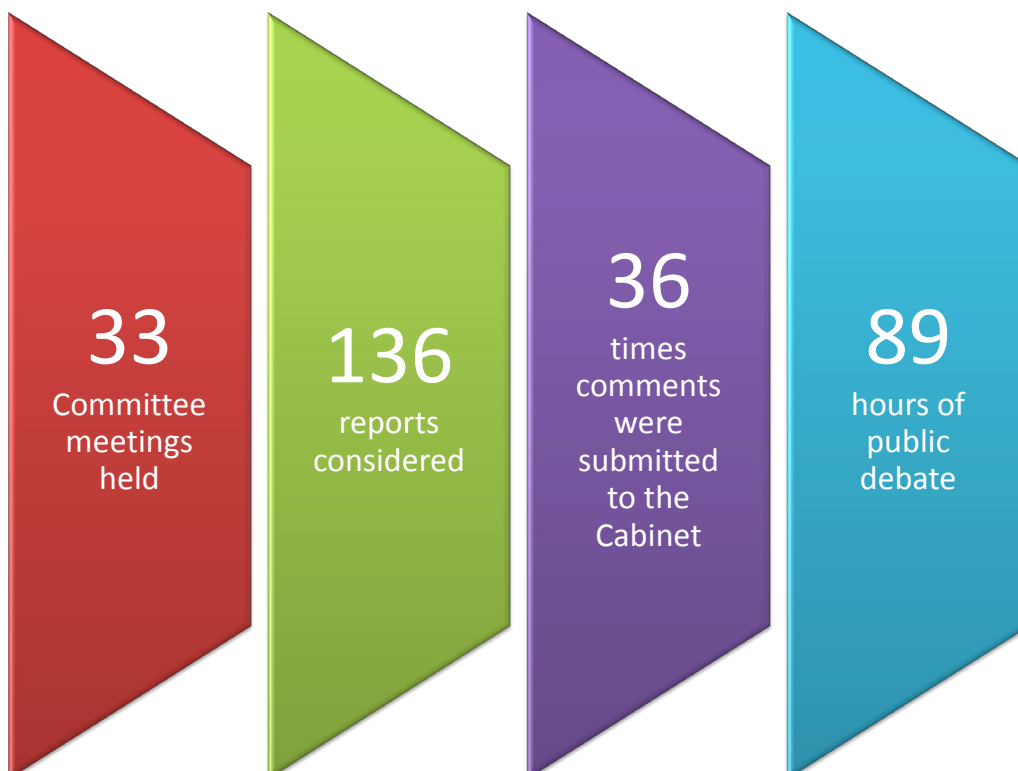 33
Committee
meetings
held
136
reports
considered
36
times
comments
were
submitted
to the
Cabinet
89
hours of
public
debate